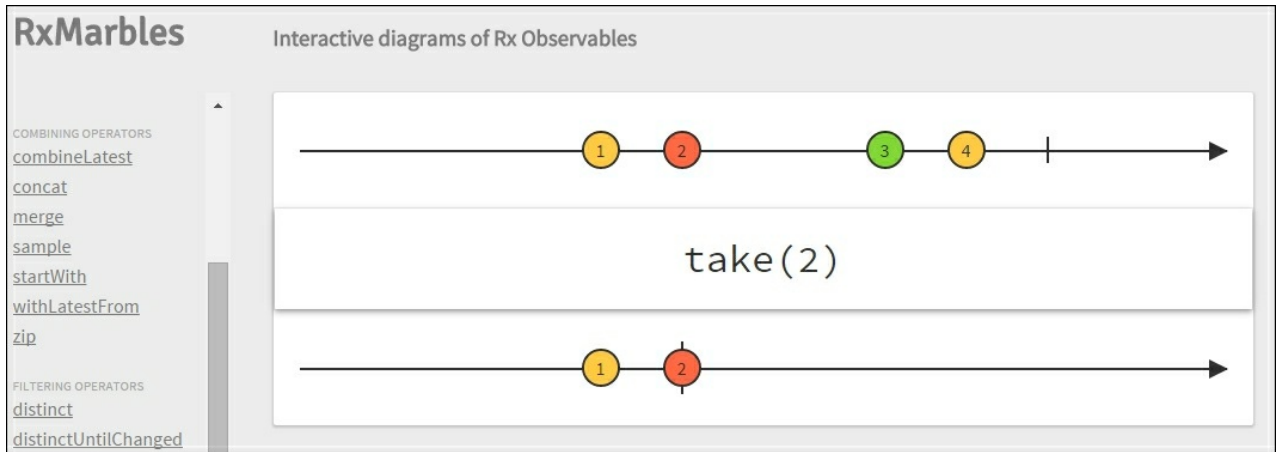 RxMarbles
Interactive diagrams of Rx Observables
COMBINING OPERATORS
combineLatest
concat
merge
sample
startWith
withLatestFrom
zip
FILTERING OPERATORS
distinct
distinctUntilChanged
1 2 3 4
take(2)
1 2